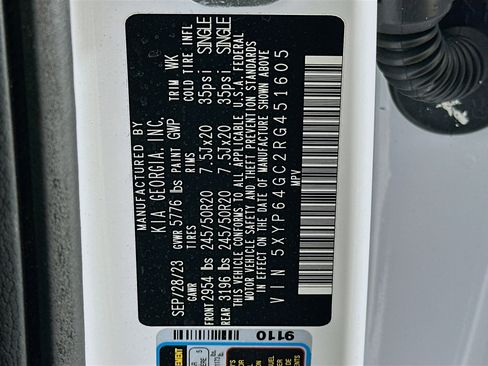 MANUFACTURED BY
KIA GEORGIA, INC.
SEP/28/23 GVWR 5776 lbs PAINT GWP TRIM WK
GAWR TIRES RIMS COLD TIRE
FRONT 2954 lbs 245/50R20 7.5Jx20 35psi SINGLE
REAR 3196 lbs 245/50R20 7.5Jx20 35psi SINGLE
THIS VEHICLE CONFORMS TO ALL APPLICABLE U.S.A. FEDERAL
MOTOR VEHICLE SAFETY AND THEFT PREVENTION STANDARDS
IN EFFECT ON THE DATE OF MANUFACTURE SHOWN ABOVE
VIN 5XYP64GC2RG451605
MPV
9110